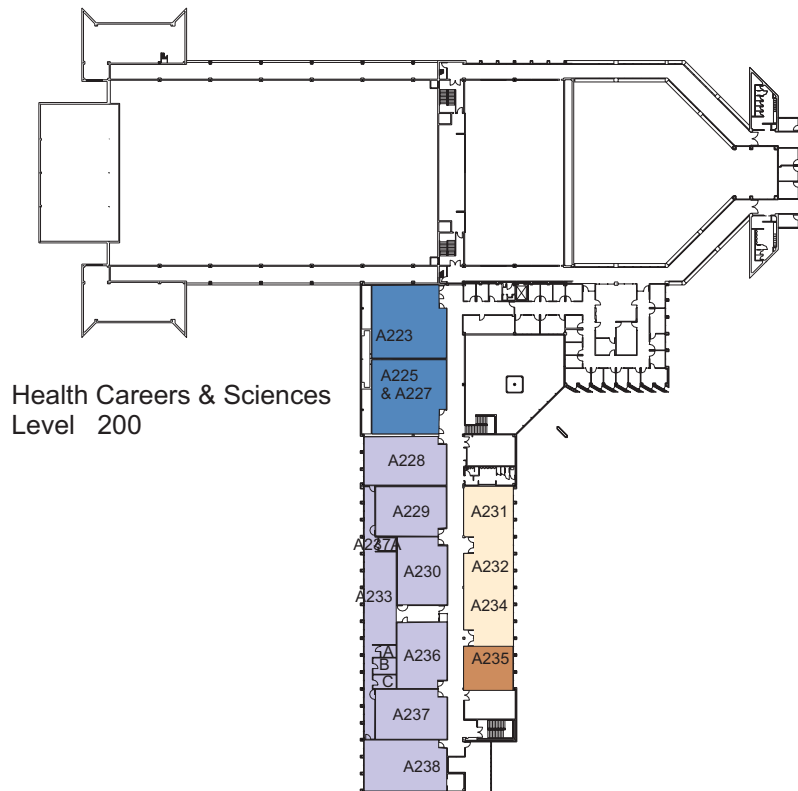 A223
A225
& A227
Health Careers & Sciences
Level 200
A228
A229
A231
A237A
A230
A232
A233
A234
A
A236
A235
B
C
A237
A238